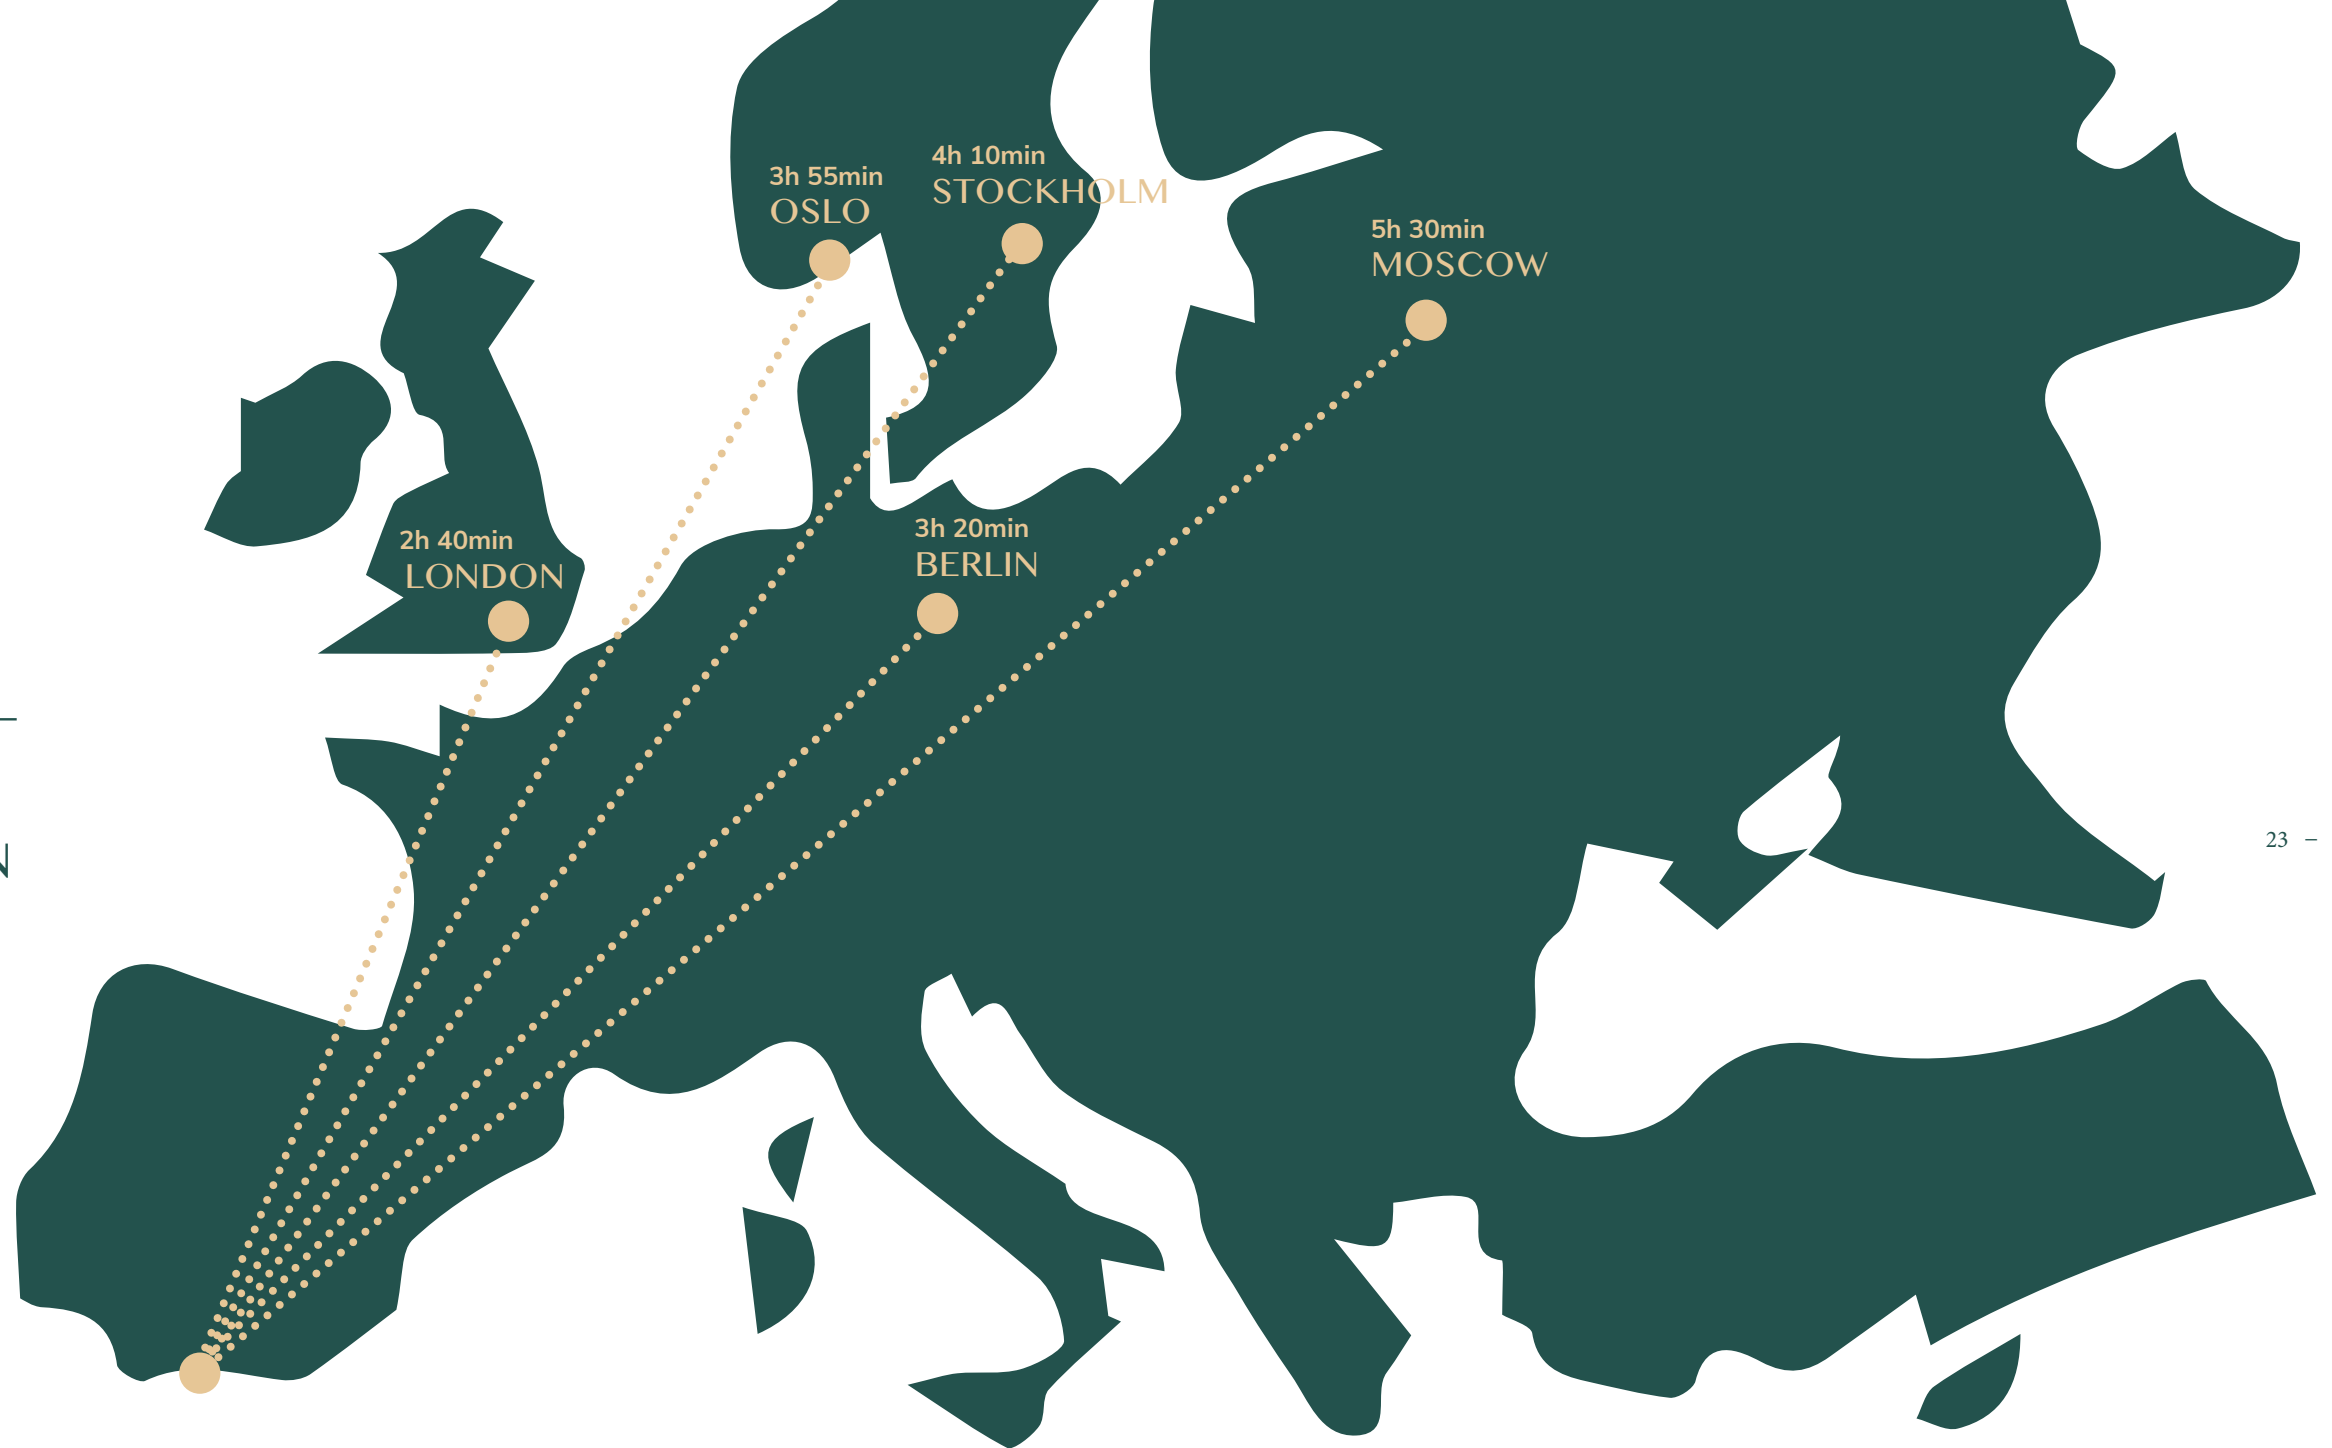 4h 10min
STOCKHOLM
3h 55min
OSLO
5h 30min
MOSCOW
3h 20min
BERLIN
2h 40min
LONDON
23 –